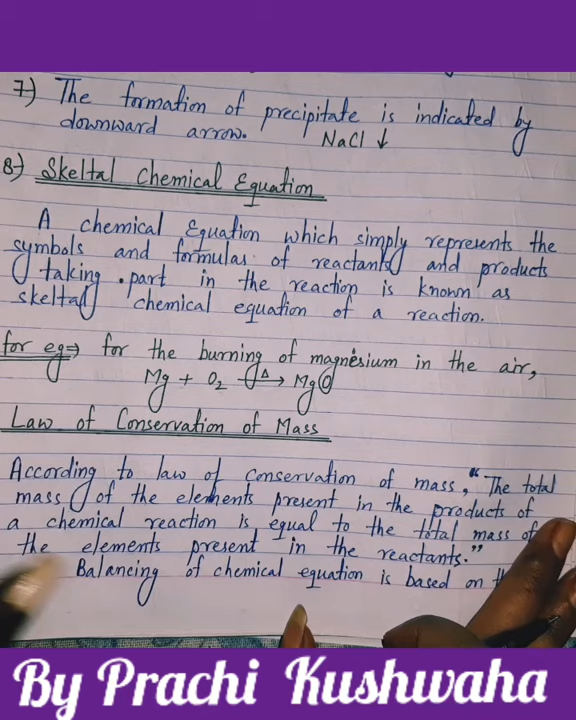 7) The formation of precipitate is indicated by
downward arrow. NaCl ↓
8) Skeltal Chemical Equation
A chemical Equation which simply represents the
symbols and formulas of reactants and products
taking part in the reaction is known as
skeltal chemical equation of a reaction.
for eg ⇒ for the burning of magnesium in the air,
Mg + O₂ —Δ→ MgO
Law of Conservation of Mass
According to law of conservation of mass, "The total
mass of the elements present in the products of
a chemical reaction is equal to the total mass of
the elements present in the reactants."
Balancing of chemical equation is based on
By Prachi Kushwaha